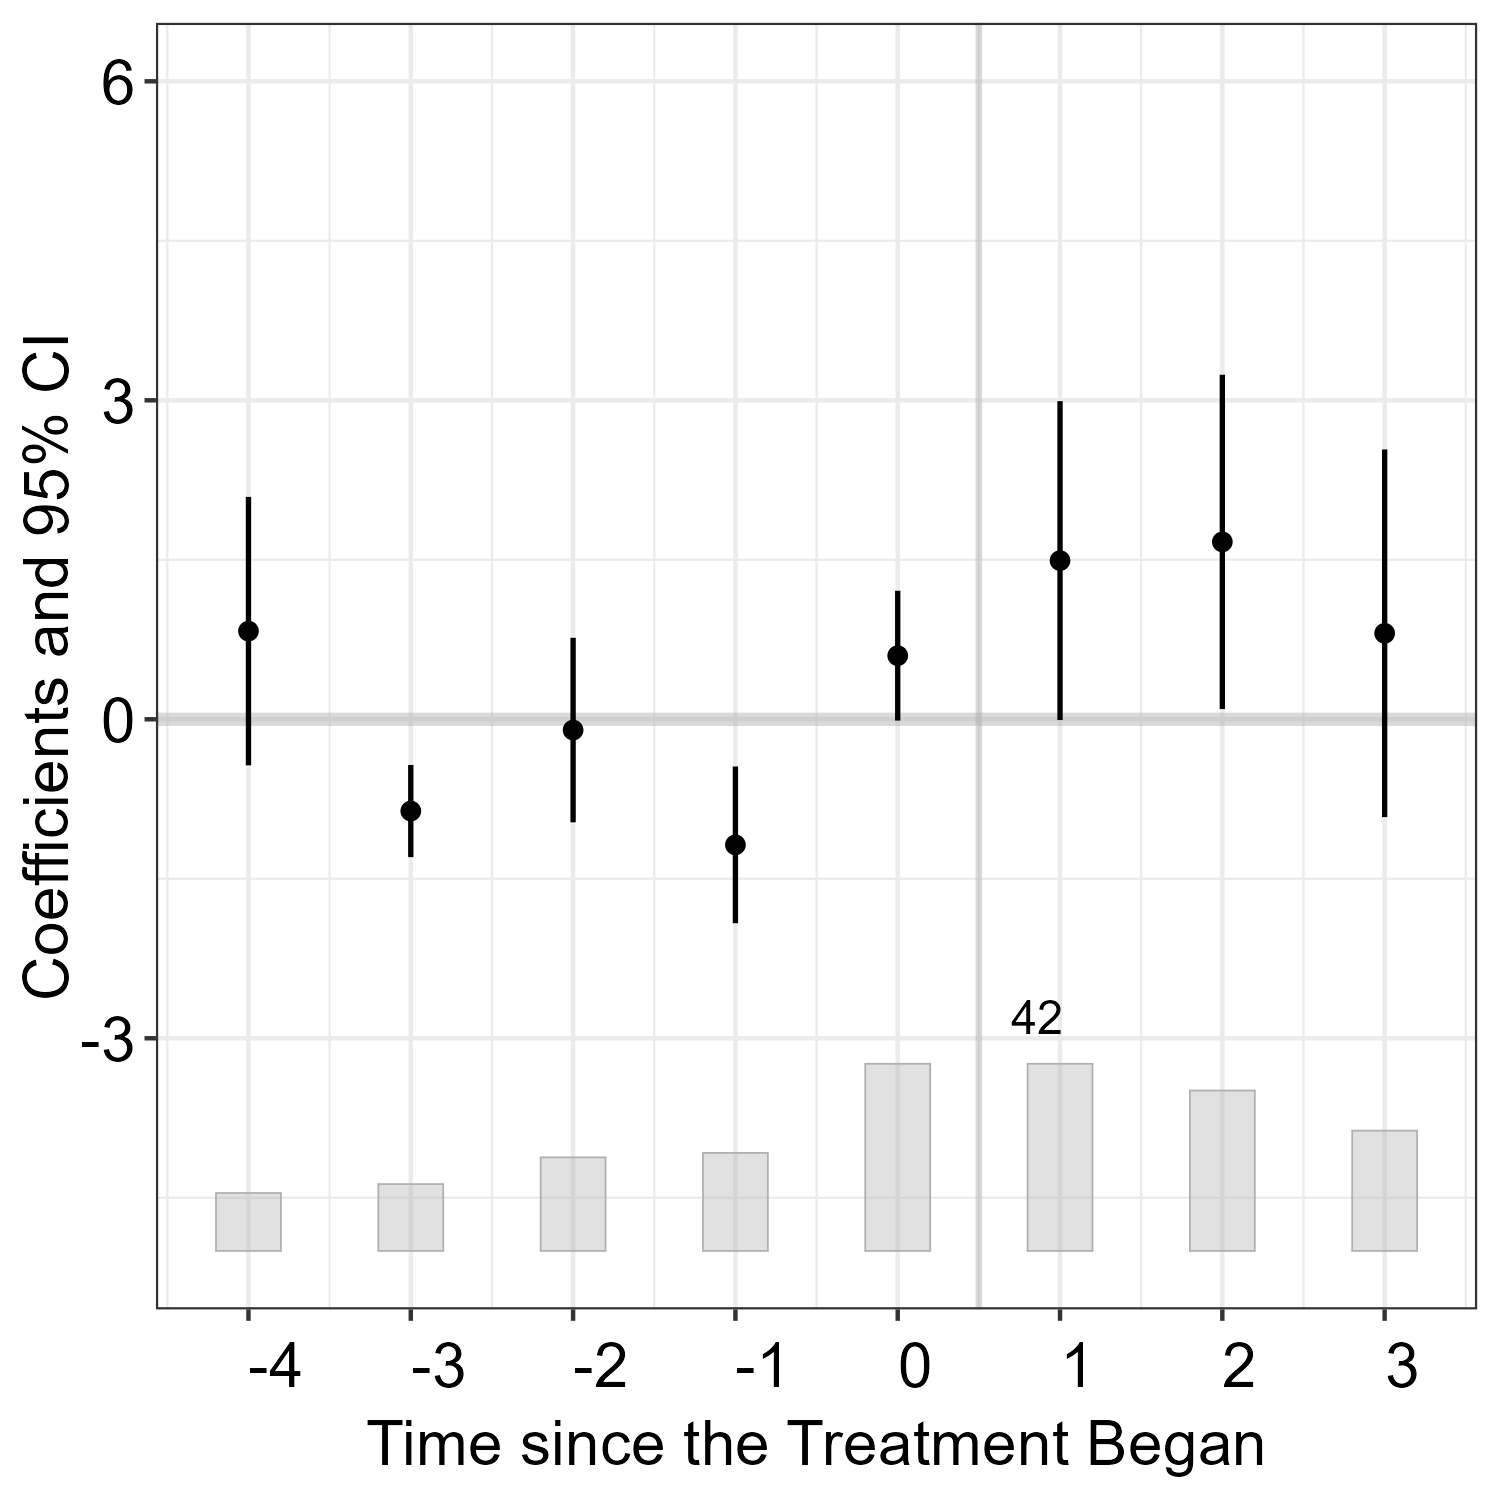 Coefficients and 95% CI
6
3
0
-3
42
-4 -3 -2 -1 0 1 2 3
Time since the Treatment Began